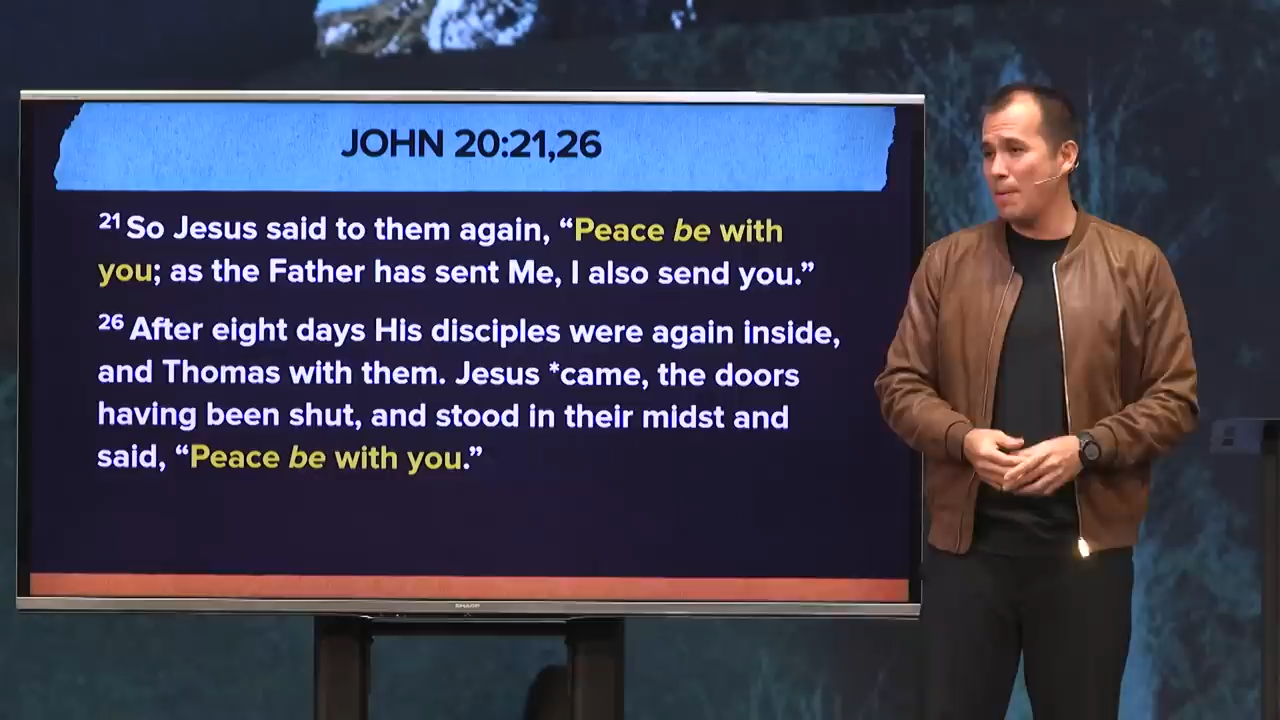 JOHN 20:21,26
21 So Jesus said to them again, “Peace be with
you; as the Father has sent Me, I also send you.”
26 After eight days His disciples were again inside,
and Thomas with them. Jesus *came, the doors
having been shut, and stood in their midst and
said, “Peace be with you.”
SHARP